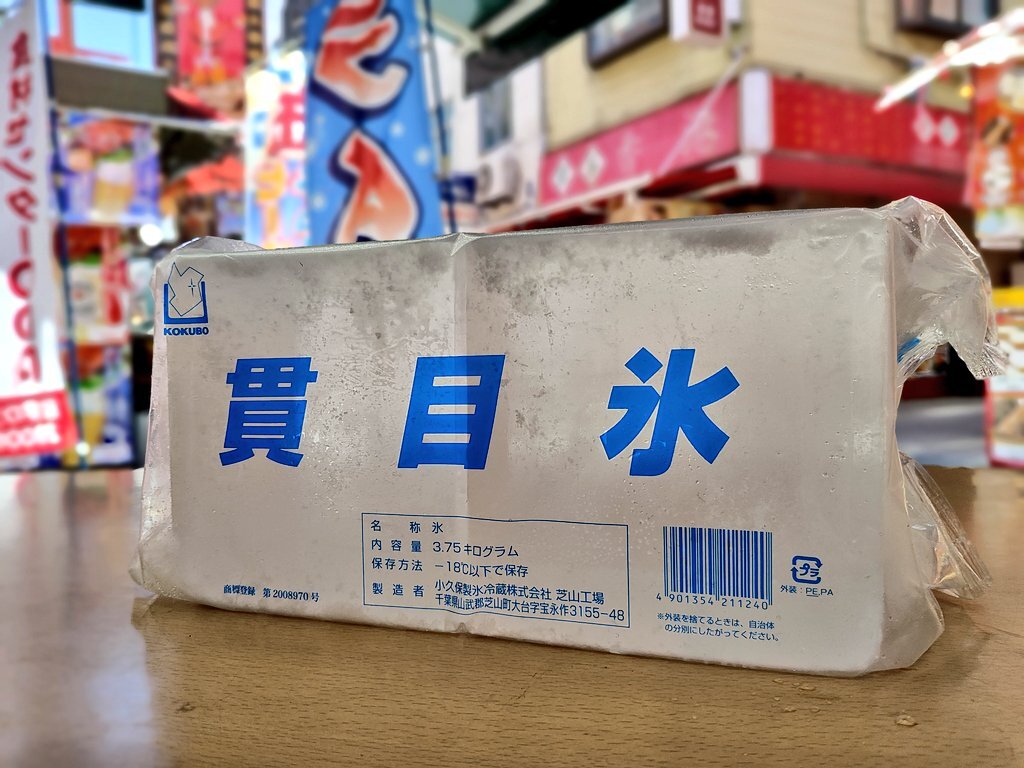 KOKUBO
貫目氷
名称 氷
内容量 3.75キログラム
保存方法 －18℃以下で保存
製造者 小久保製氷冷蔵株式会社 芝山工場
千葉県山武郡芝山町大台字宝永作3155-48
商標登録 第2008970号
4 901354 211240
プラ
外装：PE,PA
※外装を捨てるときは、自治体
の分別にしたがってください。